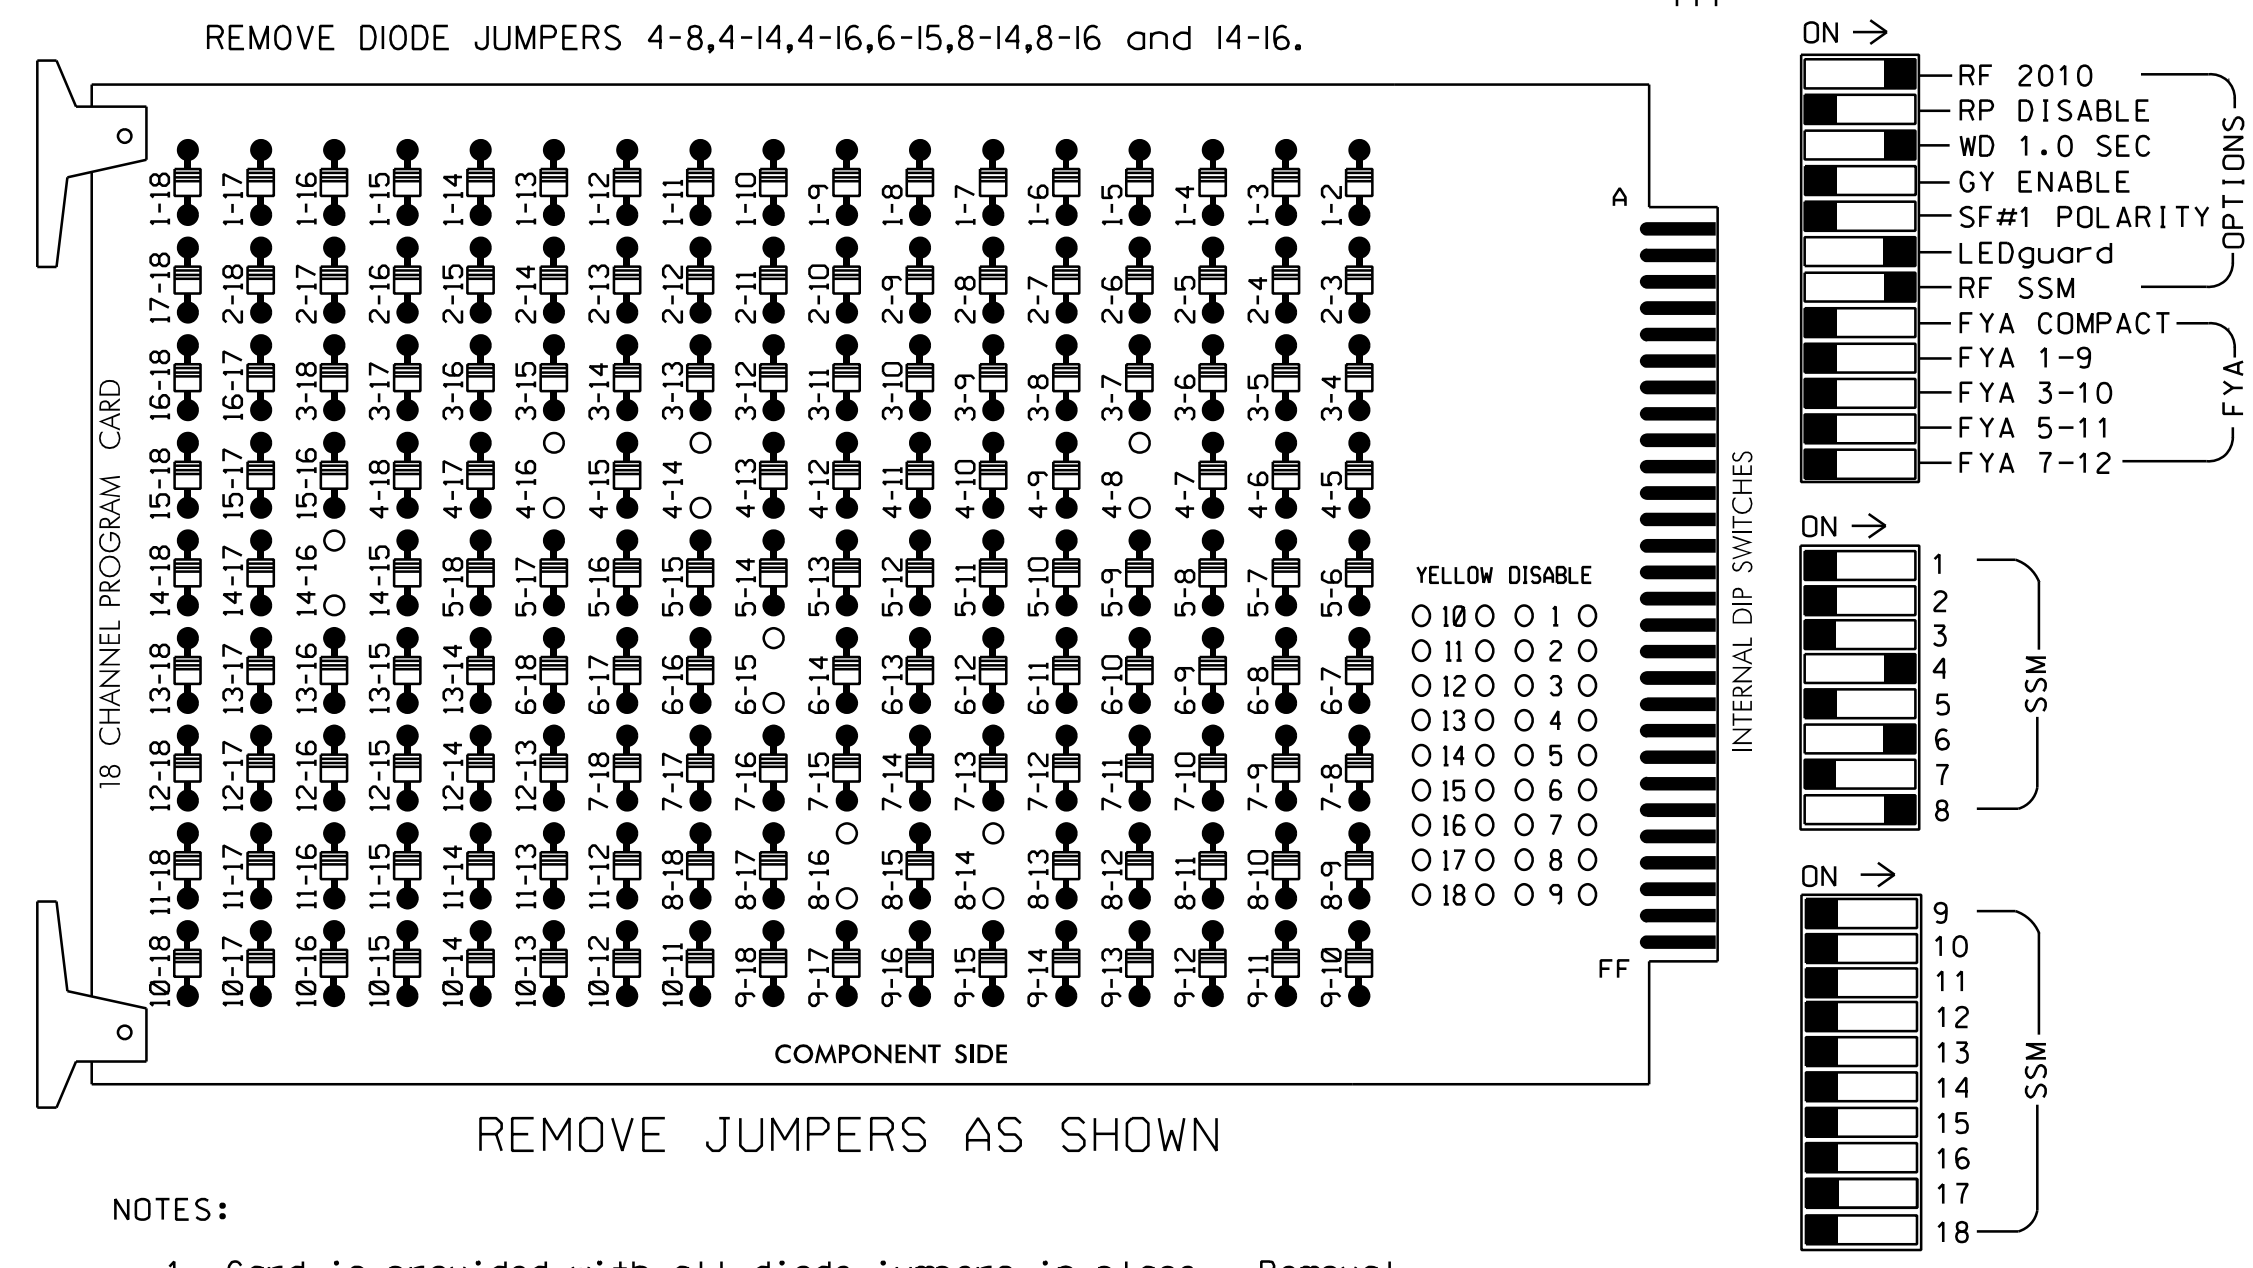 REMOVE DIODE JUMPERS 4-8,4-14,4-16,6-15,8-14,8-16 and 14-16.
18 CHANNEL PROGRAM CARD
1-18 1-17 1-16 1-15 1-14 1-13 1-12 1-11 1-10 1-9 1-8 1-7 1-6 1-5 1-4 1-3 1-2
17-18 2-18 2-17 2-16 2-15 2-14 2-13 2-12 2-11 2-10 2-9 2-8 2-7 2-6 2-5 2-4 2-3
16-18 16-17 3-18 3-17 3-16 3-15 3-14 3-13 3-12 3-11 3-10 3-9 3-8 3-7 3-6 3-5 3-4
15-18 15-17 15-16 4-18 4-17 4-16 4-15 4-14 4-13 4-12 4-11 4-10 4-9 4-8 4-7 4-6 4-5
14-18 14-17 14-16 14-15 5-18 5-17 5-16 5-15 5-14 5-13 5-12 5-11 5-10 5-9 5-8 5-7 5-6
13-18 13-17 13-16 13-15 13-14 6-18 6-17 6-16 6-15 6-14 6-13 6-12 6-11 6-10 6-9 6-8 6-7
12-18 12-17 12-16 12-15 12-14 12-13 7-18 7-17 7-16 7-15 7-14 7-13 7-12 7-11 7-10 7-9 7-8
11-18 11-17 11-16 11-15 11-14 11-13 11-12 8-18 8-17 8-16 8-15 8-14 8-13 8-12 8-11 8-10 8-9
10-18 10-17 10-16 10-15 10-14 10-13 10-12 10-11 9-18 9-17 9-16 9-15 9-14 9-13 9-12 9-11 9-10
YELLOW DISABLE
10 1
11 2
12 3
13 4
14 5
15 6
16 7
17 8
18 9
A
FF
COMPONENT SIDE
INTERNAL DIP SWITCHES
ON
RF 2010
RP DISABLE
WD 1.0 SEC
GY ENABLE
SF#1 POLARITY
LEDguard
RF SSM
OPTIONS
FYA COMPACT
FYA 1-9
FYA 3-10
FYA 5-11
FYA 7-12
FYA
ON
1
2
3
4
5
6
7
8
SSM
ON
9
10
11
12
13
14
15
16
17
18
SSM
REMOVE JUMPERS AS SHOWN
NOTES:
1. Card is provided with all diode jumpers in place. Removal